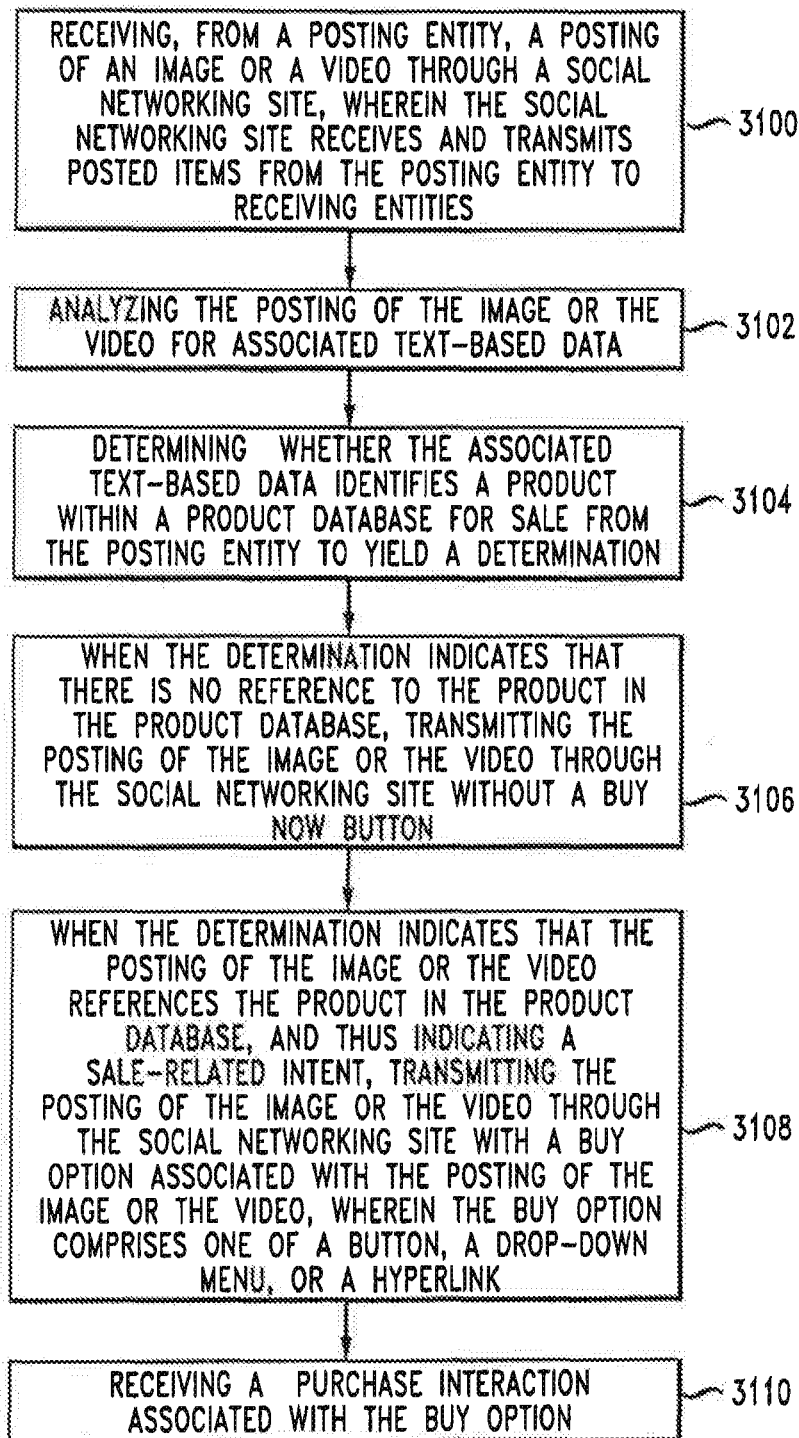 RECEIVING, FROM A POSTING ENTITY, A POSTING
OF AN IMAGE OR A VIDEO THROUGH A SOCIAL
NETWORKING SITE, WHEREIN THE SOCIAL
NETWORKING SITE RECEIVES AND TRANSMITS
POSTED ITEMS FROM THE POSTING ENTITY TO
RECEIVING ENTITIES
3100
ANALYZING THE POSTING OF THE IMAGE OR THE
VIDEO FOR ASSOCIATED TEXT-BASED DATA
3102
DETERMINING WHETHER THE ASSOCIATED
TEXT-BASED DATA IDENTIFIES A PRODUCT
WITHIN A PRODUCT DATABASE FOR SALE FROM
THE POSTING ENTITY TO YIELD A DETERMINATION
3104
WHEN THE DETERMINATION INDICATES THAT
THERE IS NO REFERENCE TO THE PRODUCT IN
THE PRODUCT DATABASE, TRANSMITTING THE
POSTING OF THE IMAGE OR THE VIDEO THROUGH
THE SOCIAL NETWORKING SITE WITHOUT A BUY
NOW BUTTON
3106
WHEN THE DETERMINATION INDICATES THAT THE
POSTING OF THE IMAGE OR THE VIDEO
REFERENCES THE PRODUCT IN THE PRODUCT
DATABASE, AND THUS INDICATING A
SALE-RELATED INTENT, TRANSMITTING THE
POSTING OF THE IMAGE OR THE VIDEO THROUGH
THE SOCIAL NETWORKING SITE WITH A BUY
OPTION ASSOCIATED WITH THE POSTING OF THE
IMAGE OR THE VIDEO, WHEREIN THE BUY OPTION
COMPRISES ONE OF A BUTTON, A DROP-DOWN
MENU, OR A HYPERLINK
3108
RECEIVING A PURCHASE INTERACTION
ASSOCIATED WITH THE BUY OPTION
3110